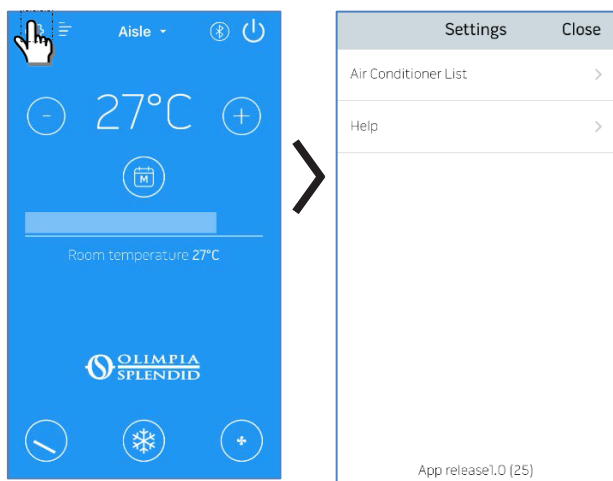 Aisle
- 27°C +
M
Room temperature 27°C
OLIMPIA
SPLENDID
Settings Close
Air Conditioner List
Help
App release1.0 (25)